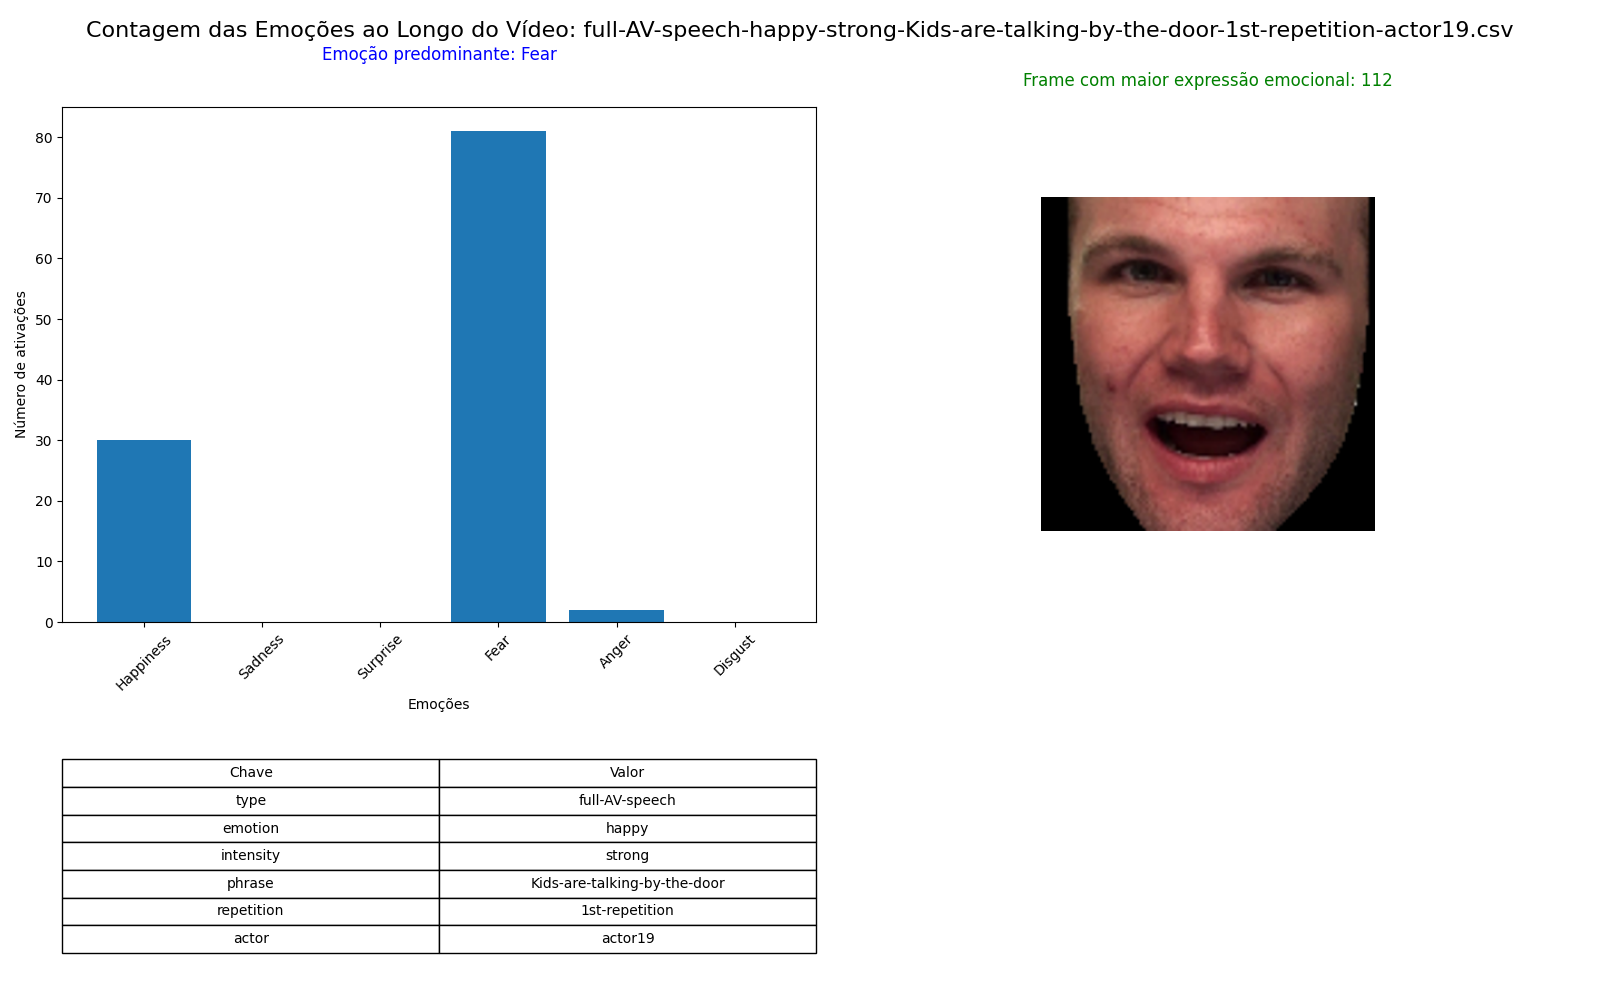 Contagem das Emoções ao Longo do Vídeo: full-AV-speech-happy-strong-Kids-are-talking-by-the-door-1st-repetition-actor19.csv
Emoção predominante: Fear
Frame com maior expressão emocional: 112
Número de ativações
80
70
60
50
40
30
20
10
0
Happiness
Sadness
Surprise
Fear
Anger
Disgust
Emoções
Chave Valor
type full-AV-speech
emotion happy
intensity strong
phrase Kids-are-talking-by-the-door
repetition 1st-repetition
actor actor19